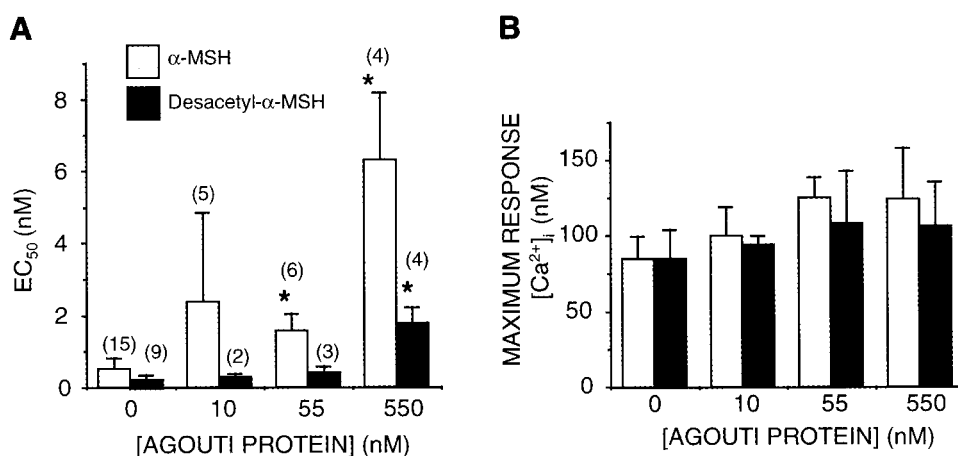 A
α-MSH
Desacetyl-α-MSH
EC50 (nM)
8
6
4
2
0
(15)
(9)
(5)
(2)
*
(6)
(3)
*
(4)
*
(4)
0 10 55 550
[AGOUTI PROTEIN] (nM)
B
MAXIMUM RESPONSE
[Ca2+]i (nM)
150
100
50
0
0 10 55 550
[AGOUTI PROTEIN] (nM)